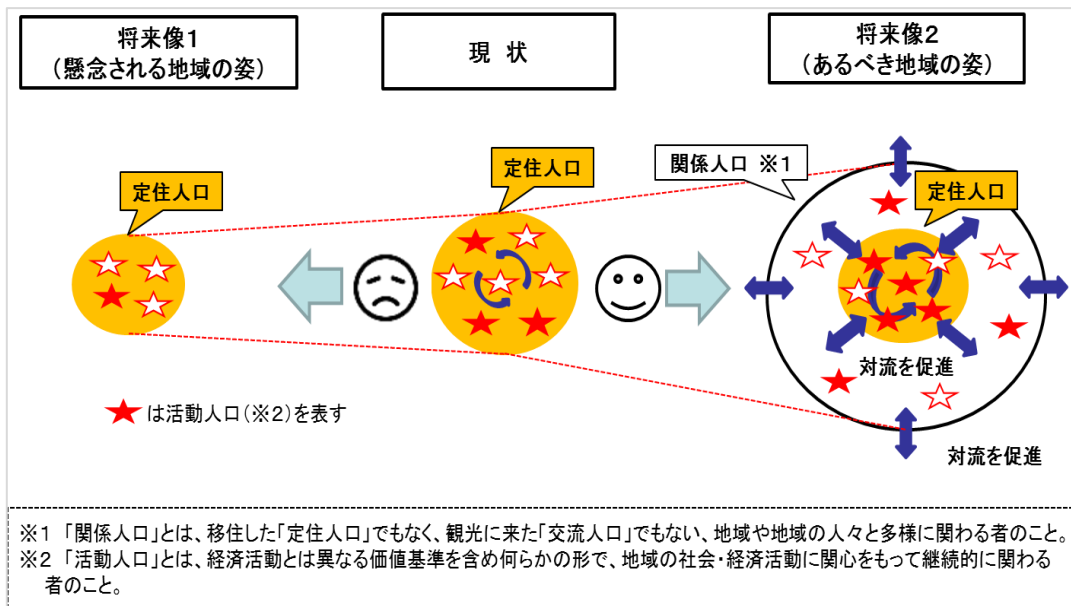 将来像1
(懸念される地域の姿)
現 状
将来像2
(あるべき地域の姿)
定住人口
定住人口
関係人口 ※1
定住人口
対流を促進
対流を促進
★は活動人口(※2)を表す
※1 「関係人口」とは、移住した「定住人口」でもなく、観光に来た「交流人口」でもない、地域や地域の人々と多様に関わる者のこと。
※2 「活動人口」とは、経済活動とは異なる価値基準を含め何らかの形で、地域の社会・経済活動に関心をもって継続的に関わる
者のこと。